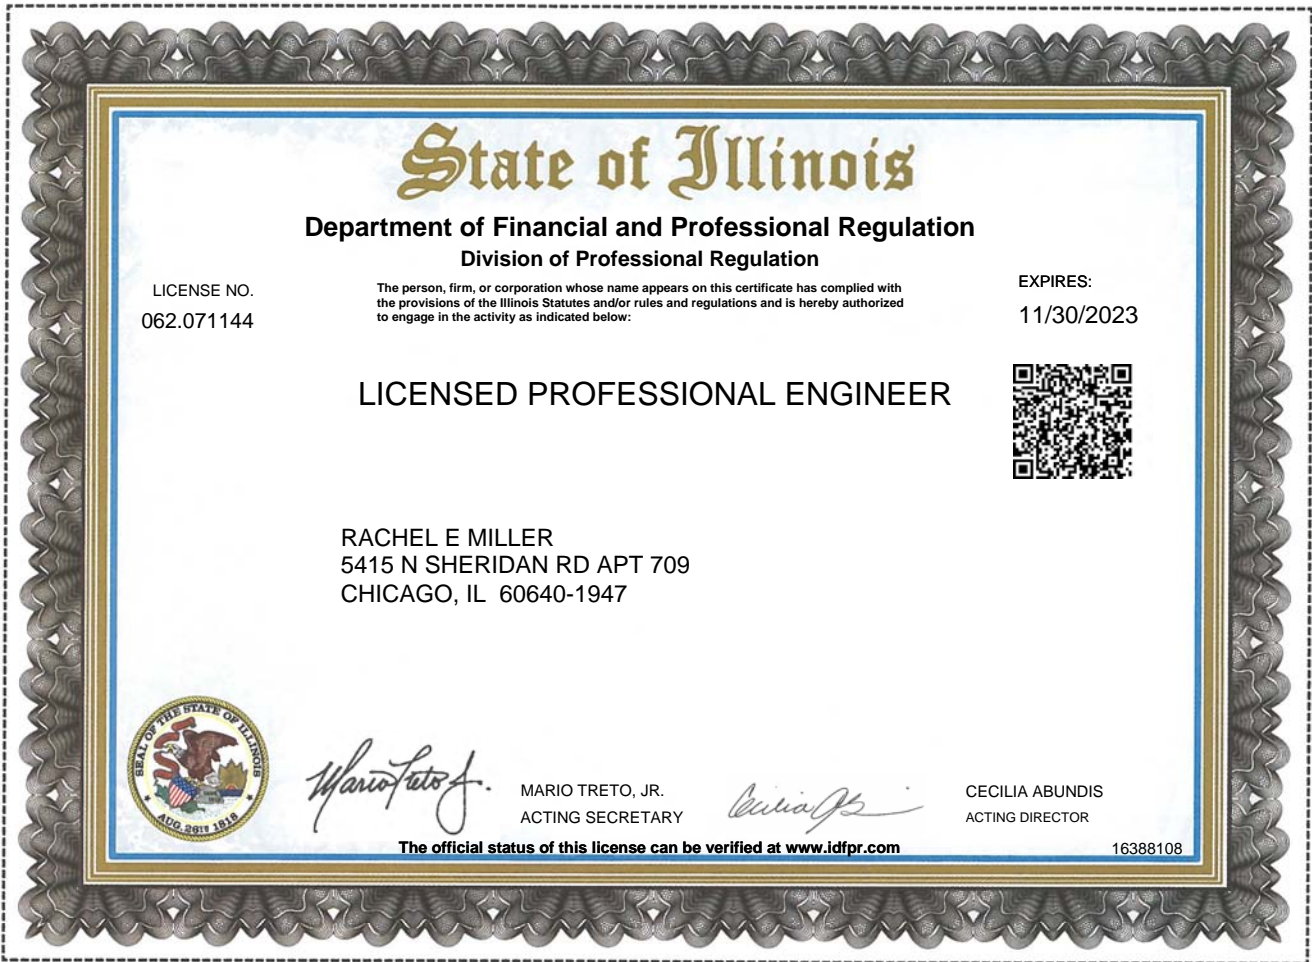 State of Illinois
Department of Financial and Professional Regulation
Division of Professional Regulation
LICENSE NO.
062.071144
The person, firm, or corporation whose name appears on this certificate has complied with
the provisions of the Illinois Statutes and/or rules and regulations and is hereby authorized
to engage in the activity as indicated below:
EXPIRES:
11/30/2023
LICENSED PROFESSIONAL ENGINEER
RACHEL E MILLER
5415 N SHERIDAN RD APT 709
CHICAGO, IL 60640-1947
SEAL OF THE STATE OF ILLINOIS
AUG. 26TH 1818
Mario Treto Jr.
MARIO TRETO, JR.
ACTING SECRETARY
Cecilia
CECILIA ABUNDIS
ACTING DIRECTOR
The official status of this license can be verified at www.idfpr.com
16388108